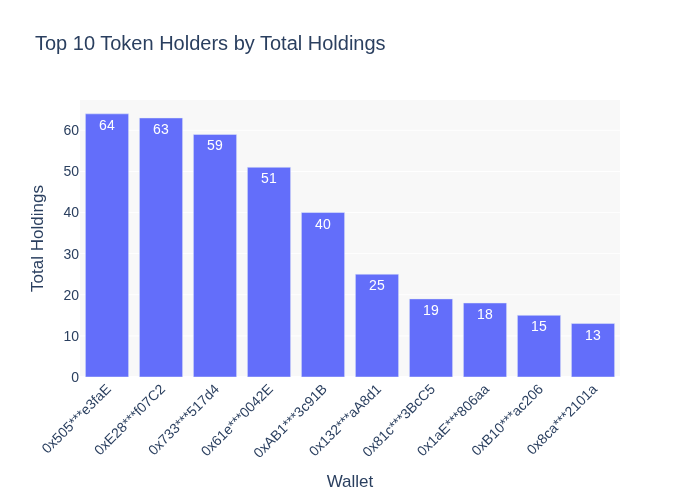 Top 10 Token Holders by Total Holdings
Total Holdings
60
50
40
30
20
10
0
64
63
59
51
40
25
19
18
15
13
0x505***e3faE
0xE28***f07C2
0x733***517d4
0x61e***0042E
0xAB1***3c91B
0x132***aA8d1
0x81c***3BcC5
0x1aE***806aa
0xB10***ac206
0x8ca***2101a
Wallet